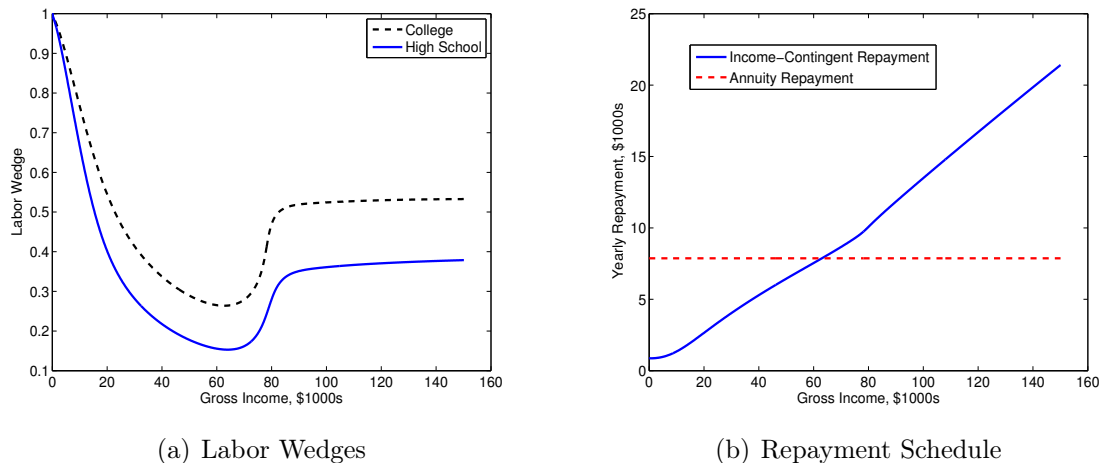 1
0.9
0.8
0.7
0.6
0.5
0.4
0.3
0.2
0.1
Labor Wedge
College
High School
0 20 40 60 80 100 120 140 160
Gross Income, $1000s
(a) Labor Wedges
25
20
15
10
5
0
Yearly Repayment, $1000s
Income−Contingent Repayment
Annuity Repayment
0 20 40 60 80 100 120 140 160
Gross Income, $1000s
(b) Repayment Schedule